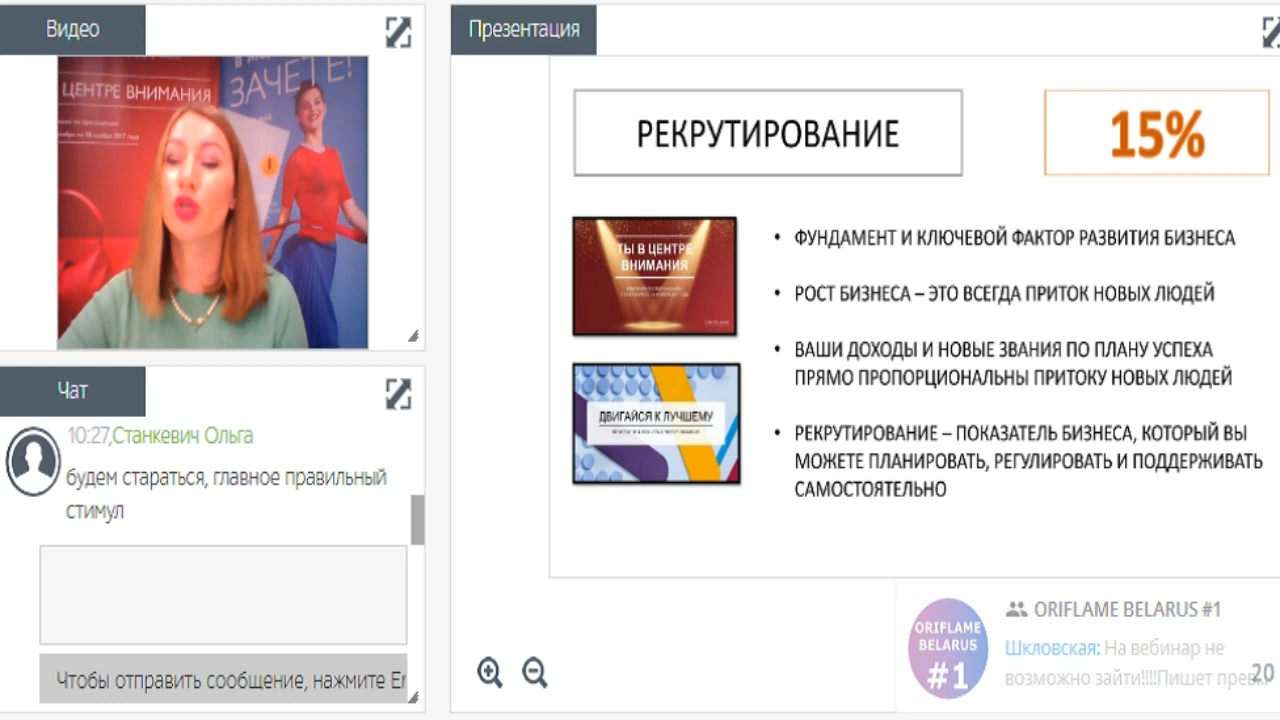 Видео
ЦЕНТРЕ ВНИМАНИЯ
ЗАЧЕТЕ!
Чат
10:27,Станкевич Ольга
будем стараться, главное правильный
стимул
Чтобы отправить сообщение, нажмите Er
Презентация
РЕКРУТИРОВАНИЕ
15%
ТЫ В ЦЕНТРЕ
ВНИМАНИЯ
ДВИГАЙСЯ К ЛУЧШЕМУ
• ФУНДАМЕНТ И КЛЮЧЕВОЙ ФАКТОР РАЗВИТИЯ БИЗНЕСА
• РОСТ БИЗНЕСА – ЭТО ВСЕГДА ПРИТОК НОВЫХ ЛЮДЕЙ
• ВАШИ ДОХОДЫ И НОВЫЕ ЗВАНИЯ ПО ПЛАНУ УСПЕХА
ПРЯМО ПРОПОРЦИОНАЛЬНЫ ПРИТОКУ НОВЫХ ЛЮДЕЙ
• РЕКРУТИРОВАНИЕ – ПОКАЗАТЕЛЬ БИЗНЕСА, КОТОРЫЙ ВЫ
МОЖЕТЕ ПЛАНИРОВАТЬ, РЕГУЛИРОВАТЬ И ПОДДЕРЖИВАТЬ
САМОСТОЯТЕЛЬНО
ORIFLAME
BELARUS
#1
ORIFLAME BELARUS #1
Шкловская: На вебинар не
возможно зайти!!!!Пишет прев...
20